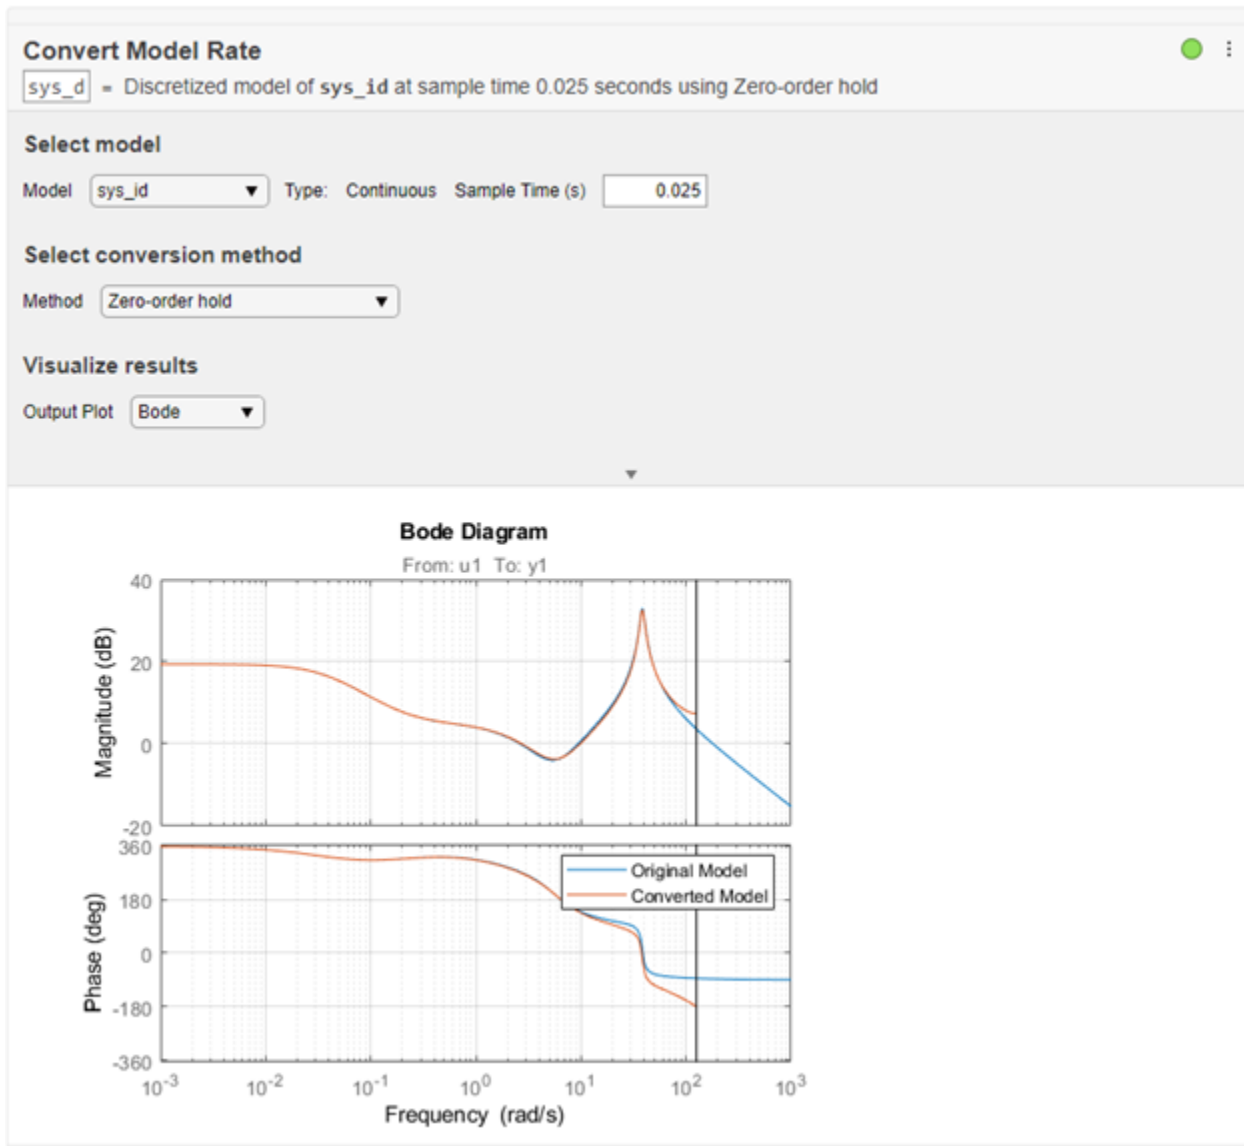 Convert Model Rate
sys_d = Discretized model of sys_id at sample time 0.025 seconds using Zero-order hold
Select model
Model sys_id Type: Continuous Sample Time (s) 0.025
Select conversion method
Method Zero-order hold
Visualize results
Output Plot Bode
Bode Diagram
From: u1 To: y1
40
20
0
-20
Magnitude (dB)
360
180
0
-180
-360
Phase (deg)
Original Model
Converted Model
10-3 10-2 10-1 100 101 102 103
Frequency (rad/s)